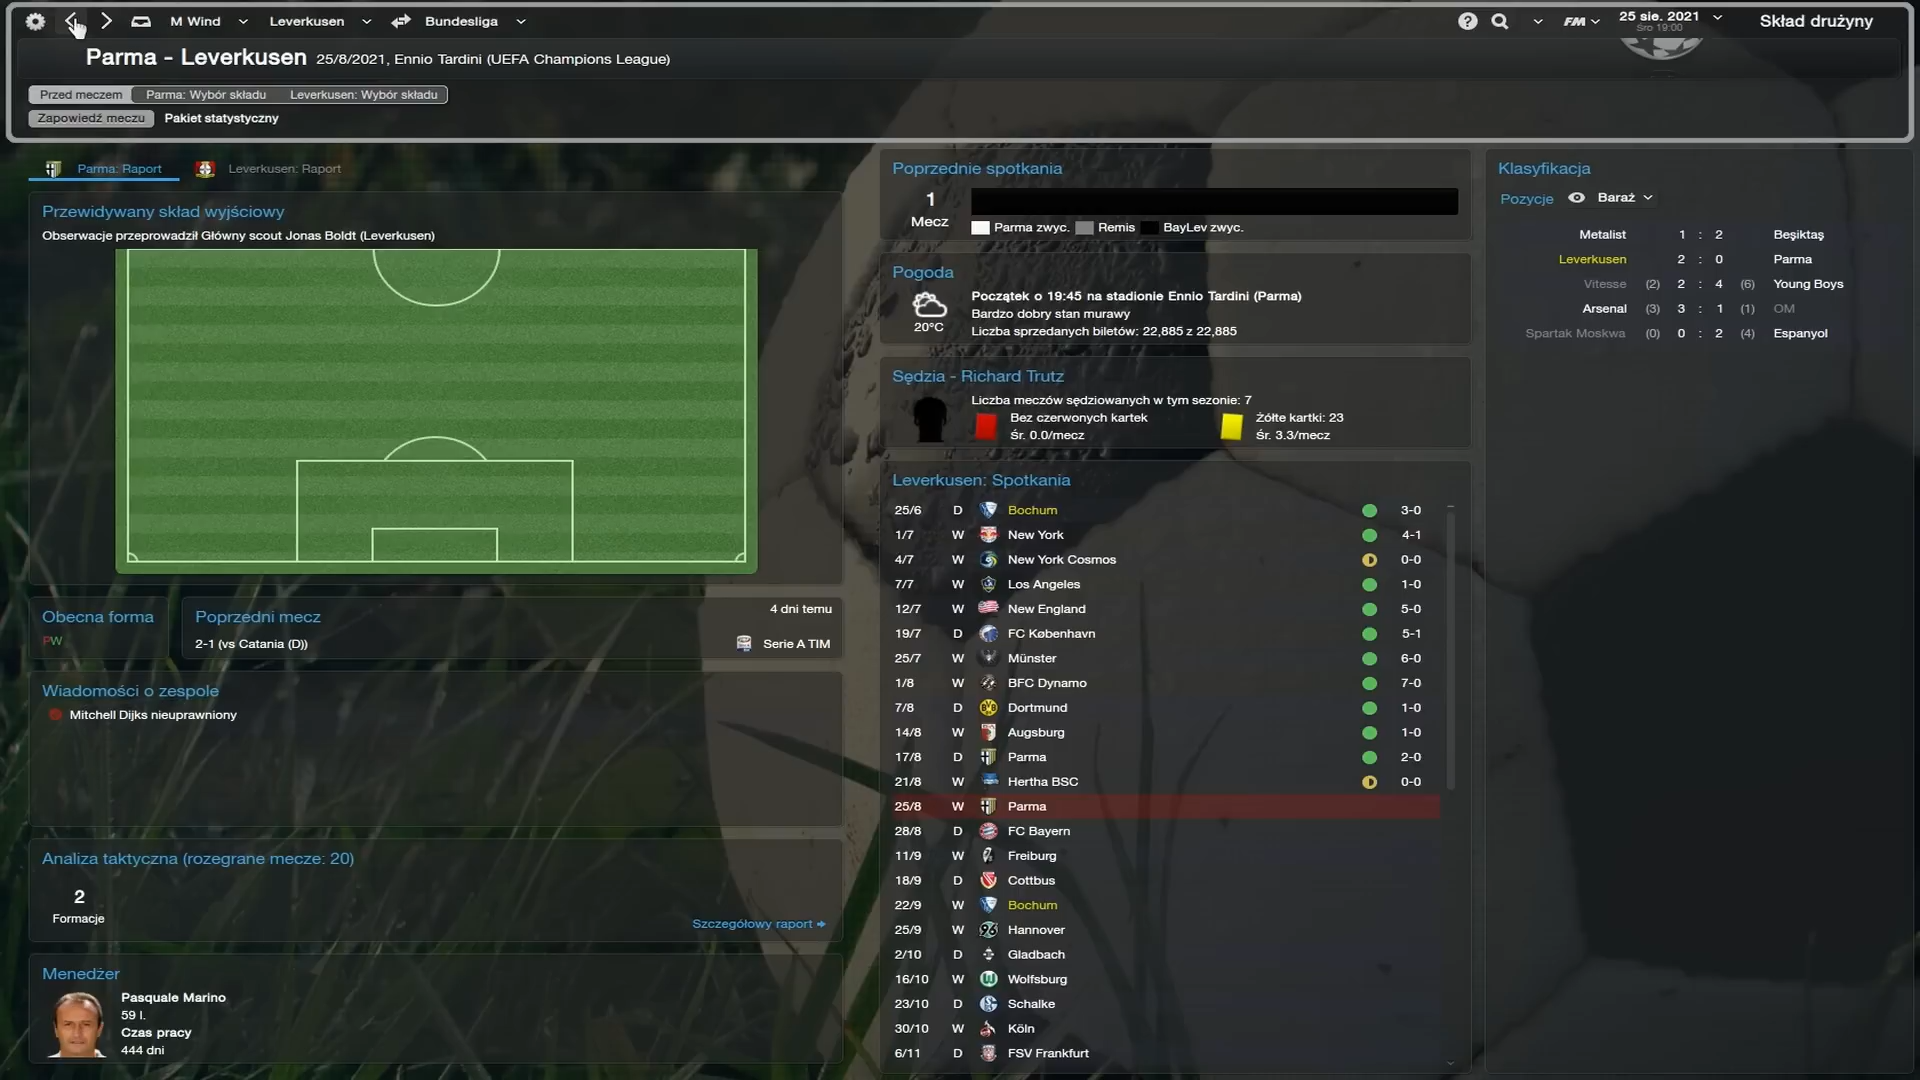 M Wind Leverkusen Bundesliga FM 25 sie. 2021 Śro 19:00 Skład drużyny
Parma - Leverkusen 25/8/2021, Ennio Tardini (UEFA Champions League)
Przed meczem Parma: Wybór składu Leverkusen: Wybór składu
Zapowiedź meczu Pakiet statystyczny
Parma: Raport Leverkusen: Raport
Przewidywany skład wyjściowy
Obserwacje przeprowadził Główny scout Jonas Boldt (Leverkusen)
Obecna forma
PW
Poprzedni mecz 4 dni temu
2-1 (vs Catania (D)) Serie A TIM
Wiadomości o zespole
Mitchell Dijks nieuprawniony
Analiza taktyczna (rozegrane mecze: 20)
2
Formacje
Szczegółowy raport
Menedżer
Pasquale Marino
59 l.
Czas pracy
444 dni
Poprzednie spotkania
1
Mecz
Parma zwyc. Remis BayLev zwyc.
Pogoda
20°C
Początek o 19:45 na stadionie Ennio Tardini (Parma)
Bardzo dobry stan murawy
Liczba sprzedanych biletów: 22,885 z 22,885
Sędzia - Richard Trutz
Liczba meczów sędziowanych w tym sezonie: 7
Bez czerwonych kartek Żółte kartki: 23
Śr. 0.0/mecz Śr. 3.3/mecz
Leverkusen: Spotkania
25/6 D Bochum 3-0
1/7 W New York 4-1
4/7 W New York Cosmos 0-0
7/7 W Los Angeles 1-0
12/7 W New England 5-0
19/7 D FC København 5-1
25/7 W Münster 6-0
1/8 W BFC Dynamo 7-0
7/8 D Dortmund 1-0
14/8 W Augsburg 1-0
17/8 D Parma 2-0
21/8 W Hertha BSC 0-0
25/8 W Parma
28/8 D FC Bayern
11/9 W Freiburg
18/9 D Cottbus
22/9 W Bochum
25/9 W Hannover
2/10 D Gladbach
16/10 W Wolfsburg
23/10 D Schalke
30/10 W Köln
6/11 D FSV Frankfurt
Klasyfikacja
Pozycje Baraż
Metalist 1 : 2 Beşiktaş
Leverkusen 2 : 0 Parma
Vitesse (2) 2 : 4 (6) Young Boys
Arsenal (3) 3 : 1 (1) OM
Spartak Moskwa (0) 0 : 2 (4) Espanyol